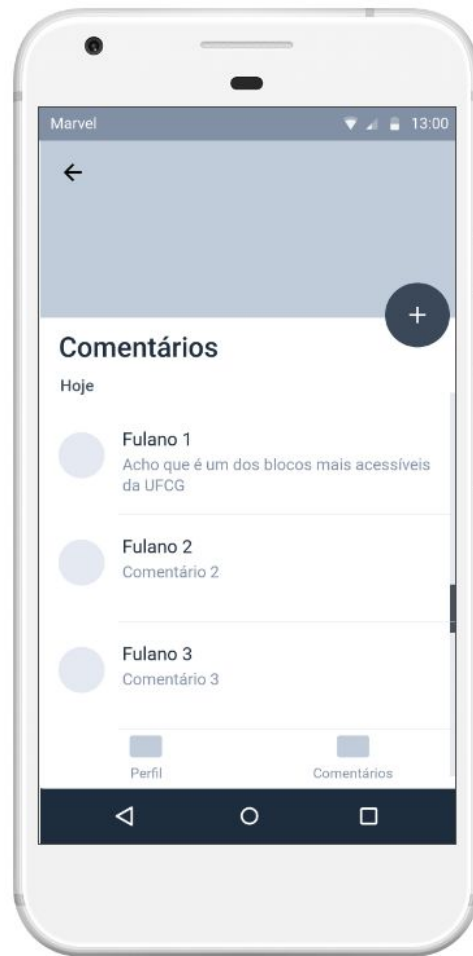 Marvel 13:00
Comentários
Hoje
Fulano 1
Acho que é um dos blocos mais acessíveis
da UFCG
Fulano 2
Comentário 2
Fulano 3
Comentário 3
Perfil Comentários